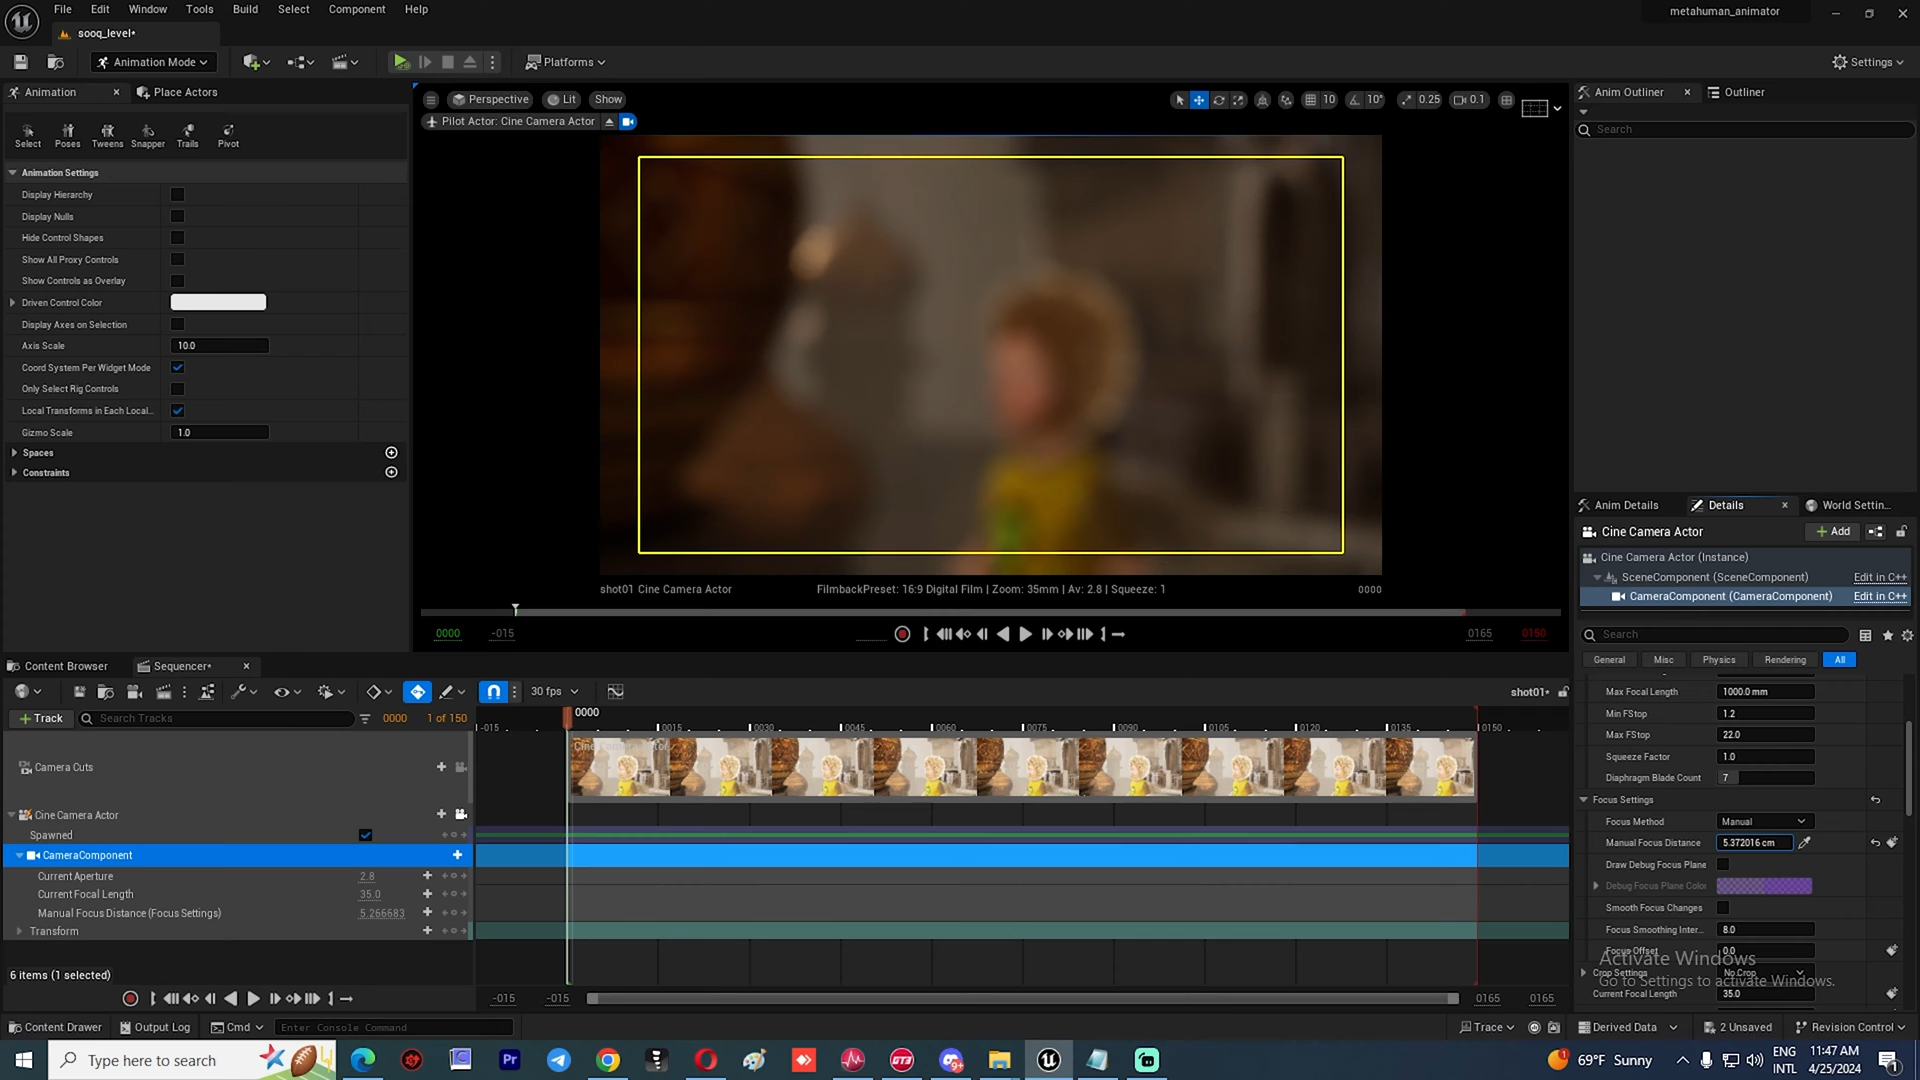 File Edit Window Tools Build Select Component Help
metahuman_animator
sooq_level*
Animation Mode
Platforms
Settings
Animation
Place Actors
Perspective
Lit
Show
10
10°
0.25
0.1
Pilot Actor: Cine Camera Actor
Anim Outliner
Outliner
Search
Select Poses Tweens Snapper Trails Pivot
Animation Settings
Display Hierarchy
Display Nulls
Hide Control Shapes
Show All Proxy Controls
Show Controls as Overlay
Driven Control Color
Display Axes on Selection
Axis Scale 10.0
Coord System Per Widget Mode
Only Select Rig Controls
Local Transforms in Each Local...
Gizmo Scale 1.0
Spaces
Constraints
shot01 Cine Camera Actor
FilmbackPreset: 16:9 Digital Film | Zoom: 35mm | Av: 2.8 | Squeeze: 1
0000
0000 -015
0165 0150
Anim Details
Details
World Settin...
Cine Camera Actor
Add
Cine Camera Actor (Instance)
SceneComponent (SceneComponent) Edit in C++
CameraComponent (CameraComponent) Edit in C++
Search
General Misc Physics Rendering All
Max Focal Length 1000.0 mm
Min FStop 1.2
Max FStop 22.0
Squeeze Factor 1.0
Diaphragm Blade Count 7
Focus Settings
Focus Method Manual
Manual Focus Distance 5.372016 cm
Draw Debug Focus Plane
Debug Focus Plane Color
Smooth Focus Changes
Focus Smoothing Inter... 8.0
Focus Offset 0.0
Crop Settings No Crop
Current Focal Length 35.0
Activate Windows
Go to Settings to activate Windows.
Content Browser
Sequencer*
30 fps
shot01*
Track
Search Tracks
0000 1 of 150
0000
-015 0015 0030 0045 0060 0075 0090 0105 0120 0135 0150
Camera Cuts
Cine Camera Actor
Cine Camera Actor
Spawned
CameraComponent
Current Aperture 2.8
Current Focal Length 35.0
Manual Focus Distance (Focus Settings) 5.266683
Transform
6 items (1 selected)
-015 -015 0165 0165
Content Drawer
Output Log
Cmd
Enter Console Command
Trace
Derived Data
2 Unsaved
Revision Control
Type here to search
Pr
GT3
9+
69°F Sunny
ENG
INTL
11:47 AM
4/25/2024
1